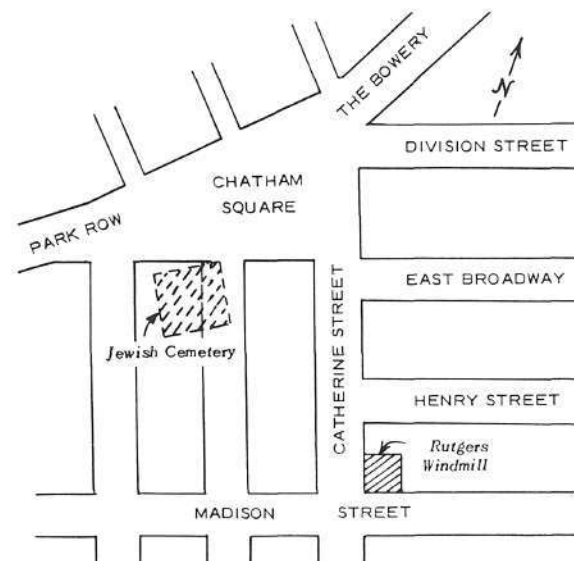 THE BOWERY
N
DIVISION STREET
CHATHAM
SQUARE
PARK ROW
EAST BROADWAY
CATHERINE STREET
Jewish Cemetery
HENRY STREET
Rutgers
Windmill
MADISON STREET